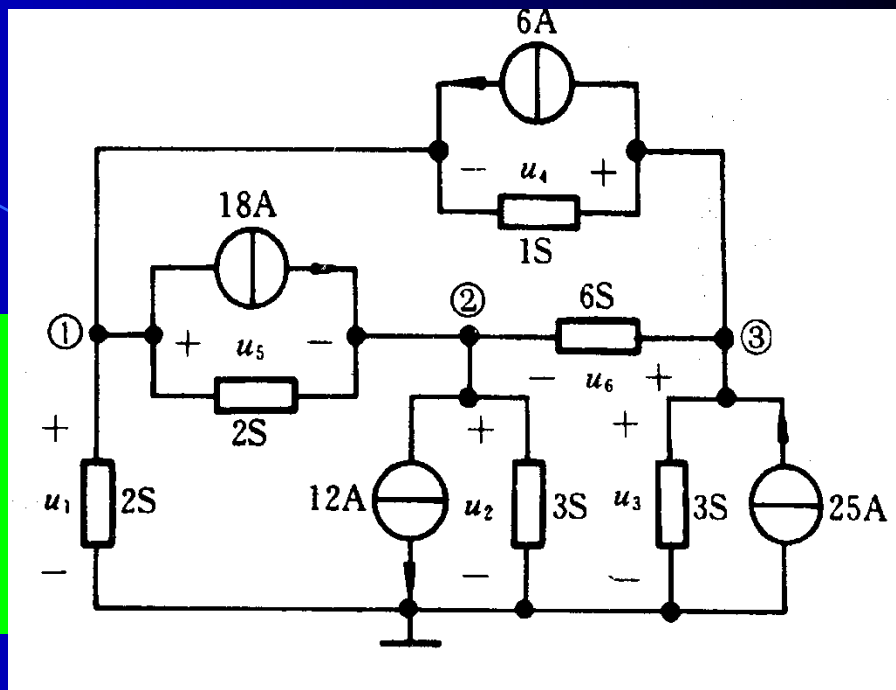 6A
− u₄ +
1S
18A
① + u₅ −
2S
② 6S ③
− u₆ +
+ u₁ − 2S
12A
+ u₂ − 3S
+ u₃ − 3S
25A